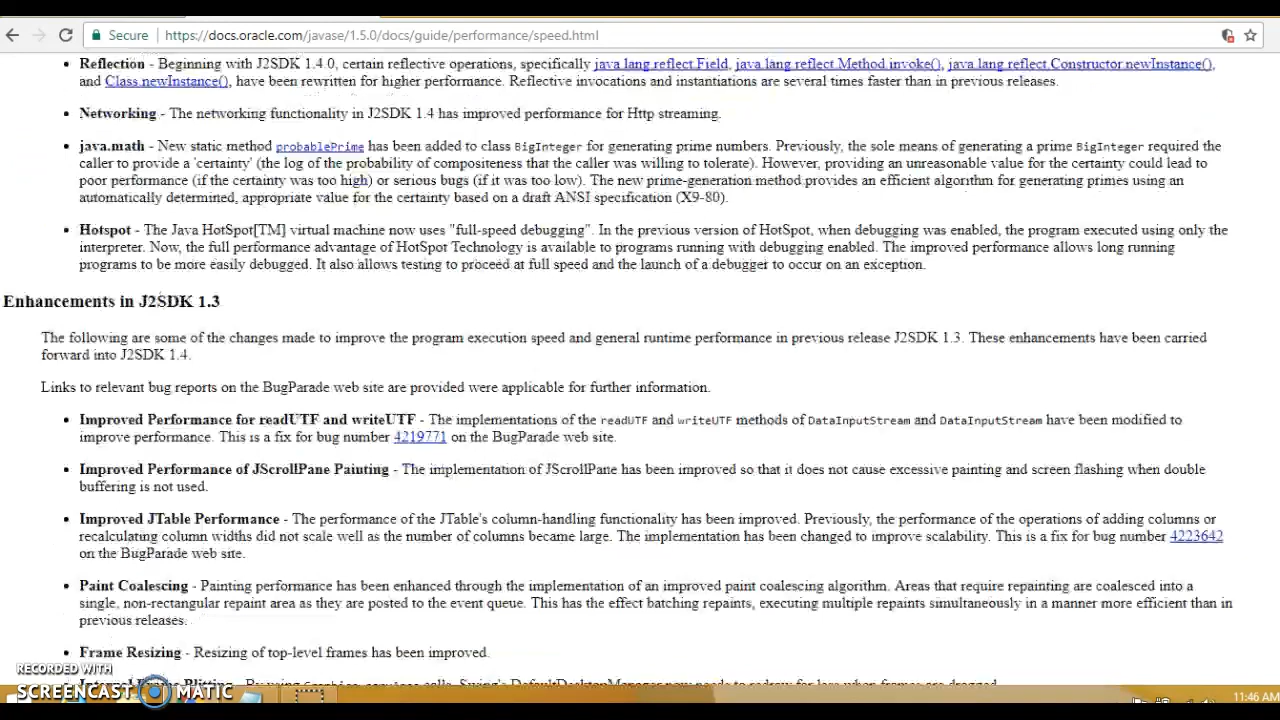 Secure https://docs.oracle.com/javase/1.5.0/docs/guide/performance/speed.html
Reflection - Beginning with J2SDK 1.4.0, certain reflective operations, specifically java.lang.reflect.Field, java.lang.reflect.Method.invoke(), java.lang.reflect.Constructor.newInstance(),
and Class.newInstance(), have been rewritten for higher performance. Reflective invocations and instantiations are several times faster than in previous releases.
Networking - The networking functionality in J2SDK 1.4 has improved performance for Http streaming.
java.math - New static method probablePrime has been added to class BigInteger for generating prime numbers. Previously, the sole means of generating a prime BigInteger required the
caller to provide a 'certainty' (the log of the probability of compositeness that the caller was willing to tolerate). However, providing an unreasonable value for the certainty could lead to
poor performance (if the certainty was too high) or serious bugs (if it was too low). The new prime-generation method provides an efficient algorithm for generating primes using an
automatically determined, appropriate value for the certainty based on a draft ANSI specification (X9-80).
Hotspot - The Java HotSpot[TM] virtual machine now uses "full-speed debugging". In the previous version of HotSpot, when debugging was enabled, the program executed using only the
interpreter. Now, the full performance advantage of HotSpot Technology is available to programs running with debugging enabled. The improved performance allows long running
programs to be more easily debugged. It also allows testing to proceed at full speed and the launch of a debugger to occur on an exception.
Enhancements in J2SDK 1.3
The following are some of the changes made to improve the program execution speed and general runtime performance in previous release J2SDK 1.3. These enhancements have been carried
forward into J2SDK 1.4.
Links to relevant bug reports on the BugParade web site are provided were applicable for further information.
Improved Performance for readUTF and writeUTF - The implementations of the readUTF and writeUTF methods of DataInputStream and DataInputStream have been modified to
improve performance. This is a fix for bug number 4219771 on the BugParade web site.
Improved Performance of JScrollPane Painting - The implementation of JScrollPane has been improved so that it does not cause excessive painting and screen flashing when double
buffering is not used.
Improved JTable Performance - The performance of the JTable's column-handling functionality has been improved. Previously, the performance of the operations of adding columns or
recalculating column widths did not scale well as the number of columns became large. The implementation has been changed to improve scalability. This is a fix for bug number 4223642
on the BugParade web site.
Paint Coalescing - Painting performance has been enhanced through the implementation of an improved paint coalescing algorithm. Areas that require repainting are coalesced into a
single, non-rectangular repaint area as they are posted to the event queue. This has the effect batching repaints, executing multiple repaints simultaneously in a manner more efficient than in
previous releases.
Frame Resizing - Resizing of top-level frames has been improved.
RECORDED WITH
SCREENCAST MATIC
11:46 AM